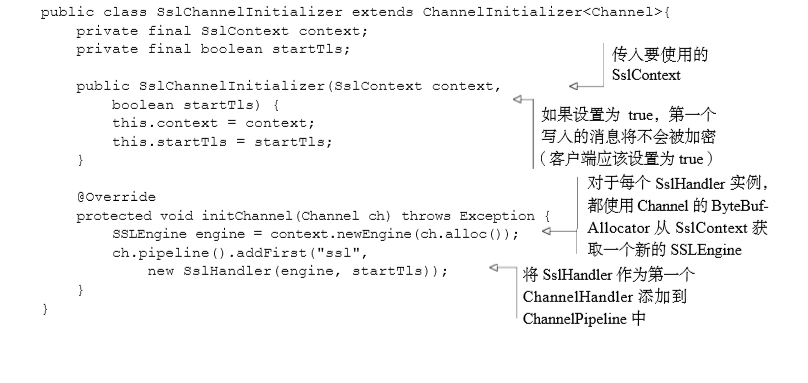 public class SslChannelInitializer extends ChannelInitializer<Channel>{
private final SslContext context;
private final boolean startTls;
传入要使用的
SslContext
public SslChannelInitializer(SslContext context,
boolean startTls) {
this.context = context;
this.startTls = startTls;
}
如果设置为 true，第一个
写入的消息将不会被加密
（客户端应该设置为 true）
@Override
protected void initChannel(Channel ch) throws Exception {
SSLEngine engine = context.newEngine(ch.alloc());
ch.pipeline().addFirst("ssl",
new SslHandler(engine, startTls));
}
}
对于每个 SslHandler 实例，
都使用 Channel 的 ByteBuf-
Allocator 从 SslContext 获
取一个新的 SSLEngine
将 SslHandler 作为第一个
ChannelHandler 添加到
ChannelPipeline 中